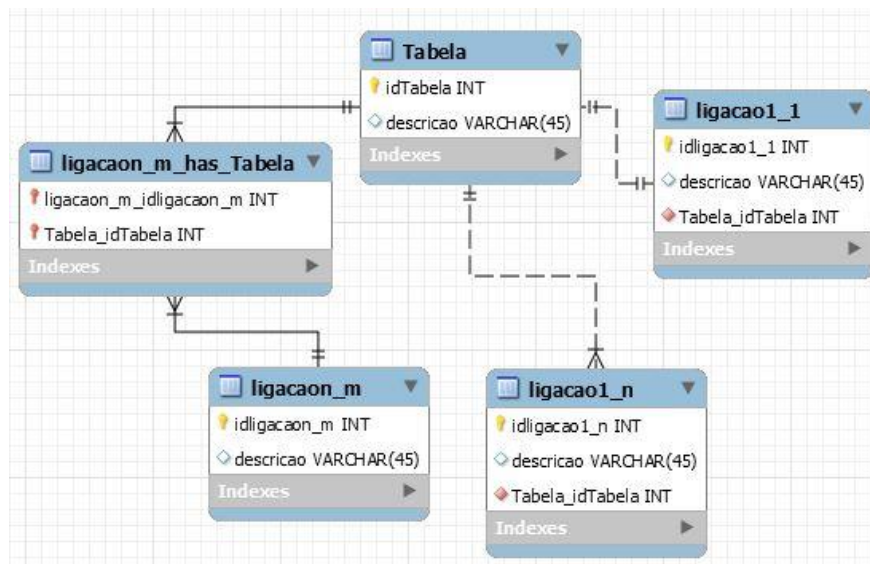 Tabela
idTabela INT
descricao VARCHAR(45)
Indexes
ligacao1_1
idligacao1_1 INT
descricao VARCHAR(45)
Tabela_idTabela INT
Indexes
ligacaon_m_has_Tabela
ligacaon_m_idligacaon_m INT
Tabela_idTabela INT
Indexes
ligacaon_m
idligacaon_m INT
descricao VARCHAR(45)
Indexes
ligacao1_n
idligacao1_n INT
descricao VARCHAR(45)
Tabela_idTabela INT
Indexes